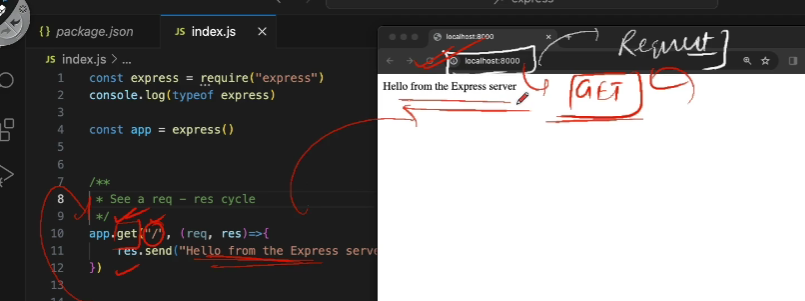 express
{} package.json
JS index.js
JS index.js > ...
localhost:8000
localhost:8000
Request
GET
Hello from the Express server
1 const express = require("express")
2 console.log(typeof express)
3
4 const app = express()
5
6
7 /**
8 * See a req – res cycle
9 */
10 app.get("/", (req, res)=>{
11 res.send("Hello from the Express serve
12 })
13